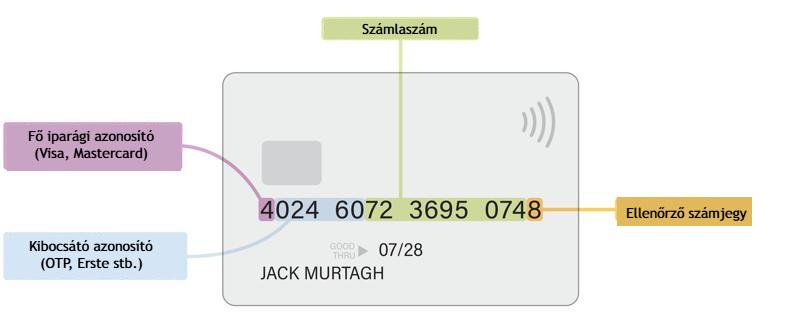 Számlaszám
Fő iparági azonosító
(Visa, Mastercard)
4024 6072 3695 0748
Ellenőrző számjegy
Kibocsátó azonosító
(OTP, Erste stb.)
GOOD
THRU
07/28
JACK MURTAGH